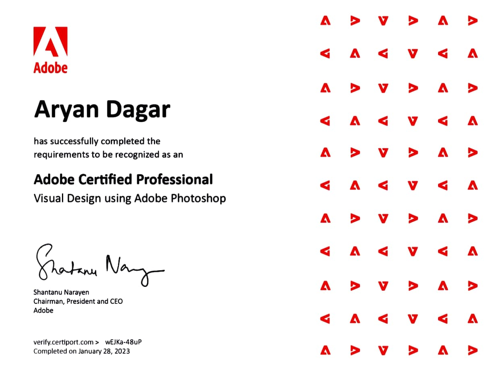 Adobe
Aryan Dagar
has successfully completed the
requirements to be recognized as an
Adobe Certified Professional
Visual Design using Adobe Photoshop
Shantanu Narayen
Shantanu Narayen
Chairman, President and CEO
Adobe
verify.certiport.com > wEJKa-48uP
Completed on January 28, 2023